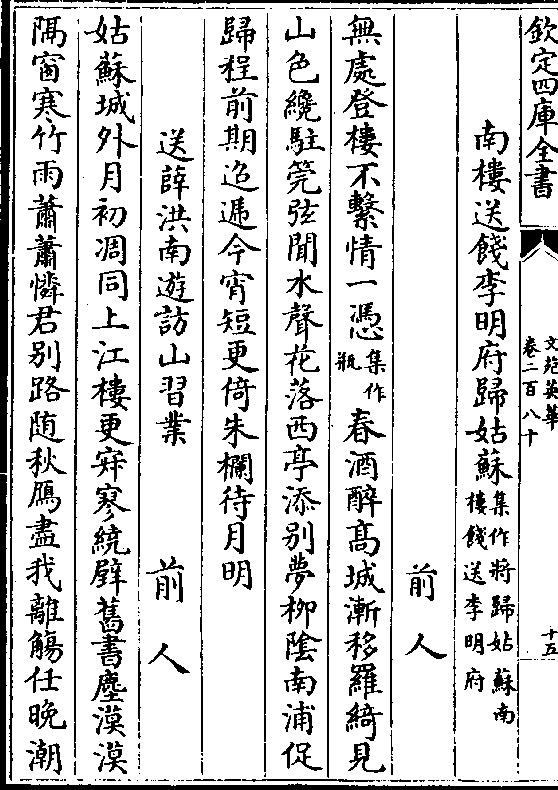 欽定四庫全書
文苑英華
卷二百八十
十五
南樓送餞李明府歸姑蘇集作將歸姑蘇南樓餞送李明府
前人
無處登樓不繫情一憑集作瓶春酒醉髙城漸移羅綺見
山色纔駐筦弦聞水聲花落西亭添别夢柳隂南浦促
歸程前期迢遞今宵短更倚朱欄待月明
送薛洪南遊訪山習業
前人
姑蘇城外月初凋同上江樓更寂寥繞壁舊書塵漠漠
隔窗寒竹雨蕭蕭憐君别路随秋鴈盡我離觴任晚潮